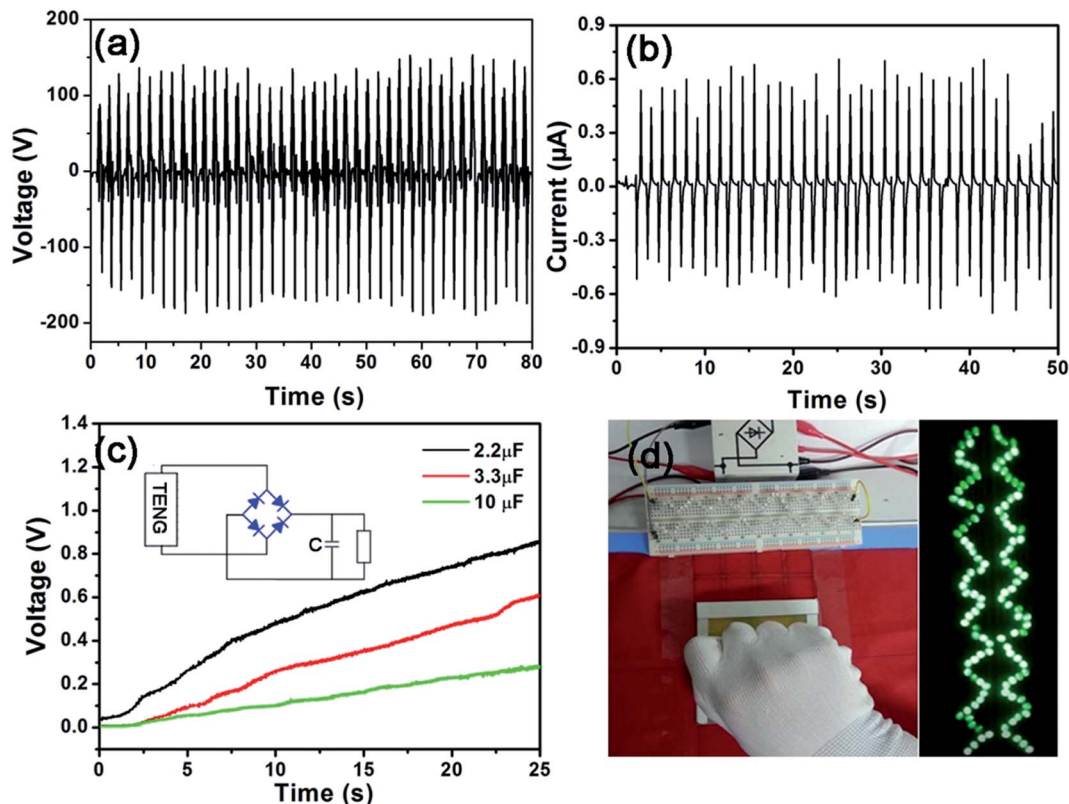 (a)
Voltage (V)
200
100
0
-100
-200
0 10 20 30 40 50 60 70 80
Time (s)
(b)
Current (µA)
0.9
0.6
0.3
0.0
-0.3
-0.6
-0.9
0 10 20 30 40 50
Time (s)
(c)
Voltage (V)
1.4
1.2
1.0
0.8
0.6
0.4
0.2
0.0
0 5 10 15 20 25
Time (s)
2.2µF
3.3µF
10 µF
TENG
C
(d)